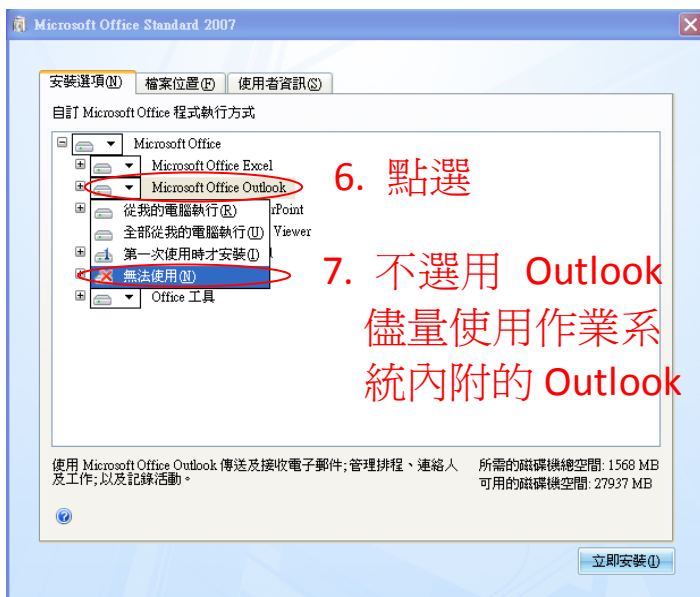 Microsoft Office Standard 2007
安裝選項(N) 檔案位置(F) 使用者資訊(S)
自訂 Microsoft Office 程式執行方式
Microsoft Office
Microsoft Office Excel
Microsoft Office Outlook
6. 點選
從我的電腦執行(R) rPoint
全部從我的電腦執行(U) Viewer
第一次使用時才安裝(I)
無法使用(N)
Office 工具
7. 不選用 Outlook
儘量使用作業系
統內附的 Outlook
使用 Microsoft Office Outlook 傳送及接收電子郵件;管理排程、連絡人
及工作;以及記錄活動。
所需的磁碟機總空間: 1568 MB
可用的磁碟機空間: 27937 MB
立即安裝(I)